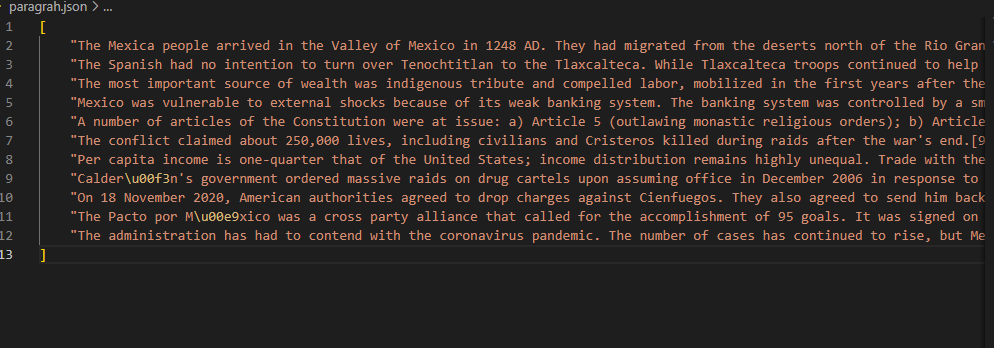 paragrah.json > ...
1 [
2 "The Mexica people arrived in the Valley of Mexico in 1248 AD. They had migrated from the deserts north of the Rio Gran
3 "The Spanish had no intention to turn over Tenochtitlan to the Tlaxcalteca. While Tlaxcalteca troops continued to help
4 "The most important source of wealth was indigenous tribute and compelled labor, mobilized in the first years after the
5 "Mexico was vulnerable to external shocks because of its weak banking system. The banking system was controlled by a sm
6 "A number of articles of the Constitution were at issue: a) Article 5 (outlawing monastic religious orders); b) Article
7 "The conflict claimed about 250,000 lives, including civilians and Cristeros killed during raids after the war's end.[9
8 "Per capita income is one-quarter that of the United States; income distribution remains highly unequal. Trade with the
9 "Calder\u00f3n's government ordered massive raids on drug cartels upon assuming office in December 2006 in response to
10 "On 18 November 2020, American authorities agreed to drop charges against Cienfuegos. They also agreed to send him back
11 "The Pacto por M\u00e9xico was a cross party alliance that called for the accomplishment of 95 goals. It was signed on
12 "The administration has had to contend with the coronavirus pandemic. The number of cases has continued to rise, but Me
13 ]